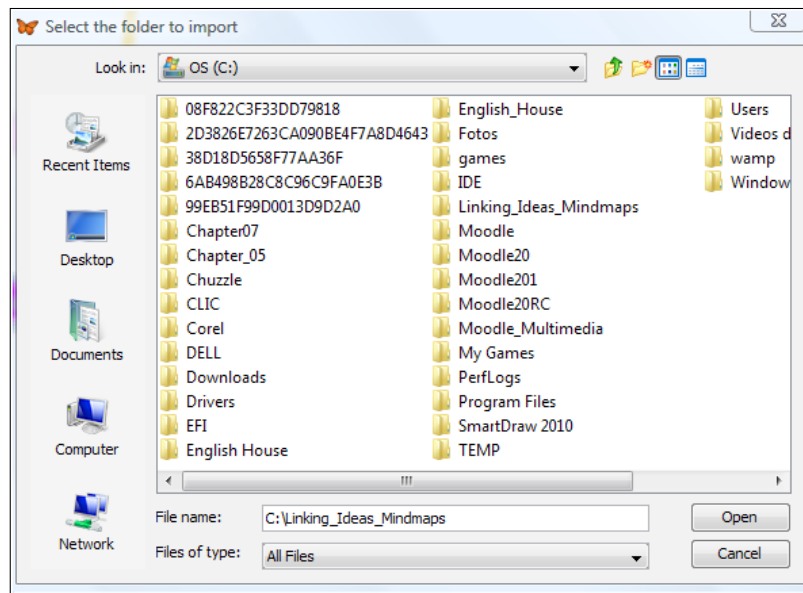 Select the folder to import
Look in:
OS (C:)
Recent Items
Desktop
Documents
Computer
Network
08F822C3F33DD79818
2D3826E7263CA090BE4F7A8D4643
38D18D5658F77AA36F
6AB498B28C8C96C9FA0E3B
99EB51F99D0013D9D2A0
Chapter07
Chapter_05
Chuzzle
CLIC
Corel
DELL
Downloads
Drivers
EFI
English House
English_House
Fotos
games
IDE
Linking_Ideas_Mindmaps
Moodle
Moodle20
Moodle201
Moodle20RC
Moodle_Multimedia
My Games
PerfLogs
Program Files
SmartDraw 2010
TEMP
Users
Videos d
wamp
Window
File name:
C:\Linking_Ideas_Mindmaps
Open
Files of type:
All Files
Cancel